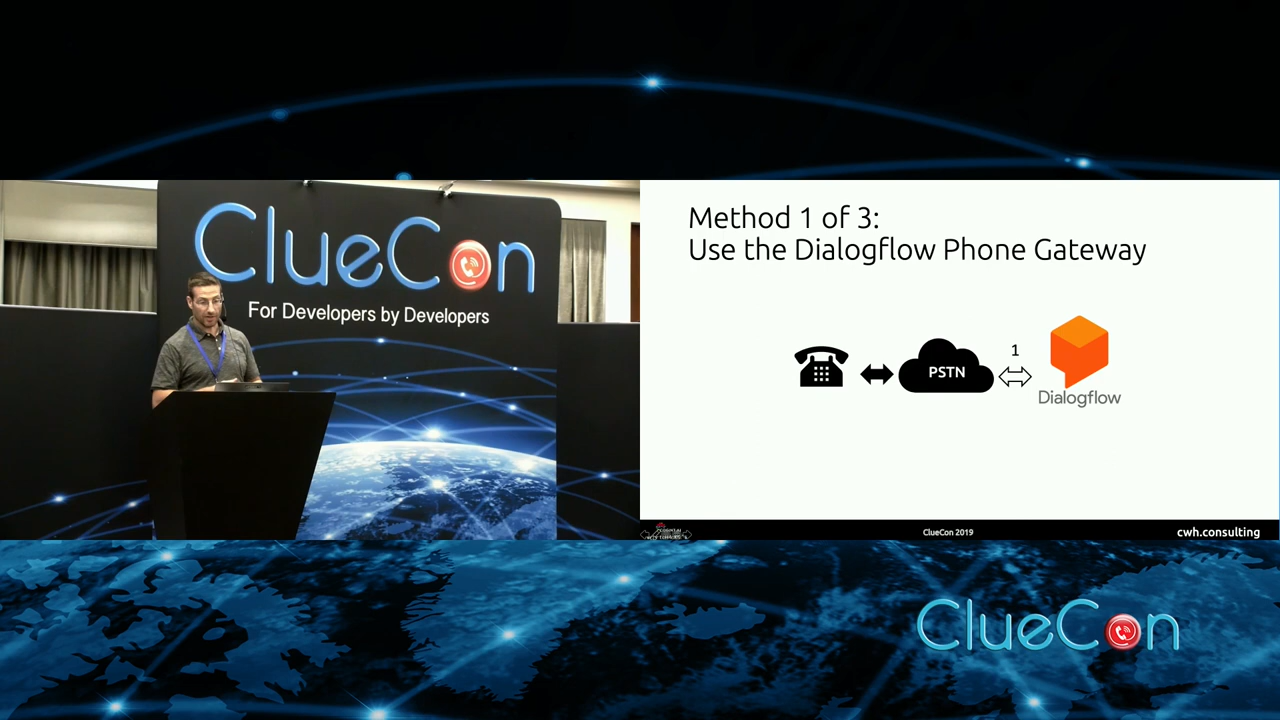 ClueCon
For Developers by Developers
Method 1 of 3:
Use the Dialogflow Phone Gateway
PSTN
1
Dialogflow
ClueCon 2019
cwh.consulting
ClueCon